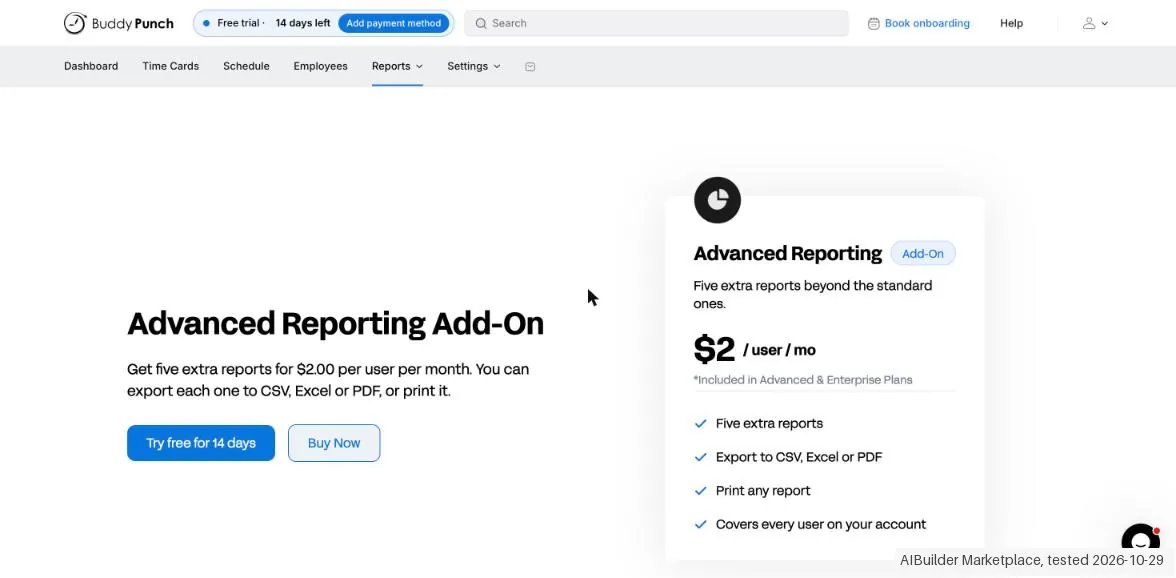 Buddy Punch
Free trial · 14 days left Add payment method
Search
Book onboarding
Help
Dashboard Time Cards Schedule Employees Reports Settings
Advanced Reporting Add-On
Get five extra reports for $2.00 per user per month. You can
export each one to CSV, Excel or PDF, or print it.
Try free for 14 days Buy Now
Advanced Reporting Add-On
Five extra reports beyond the standard
ones.
$2 / user / mo
*Included in Advanced & Enterprise Plans
Five extra reports
Export to CSV, Excel or PDF
Print any report
Covers every user on your account
AIBuilder Marketplace, tested 2026-10-29